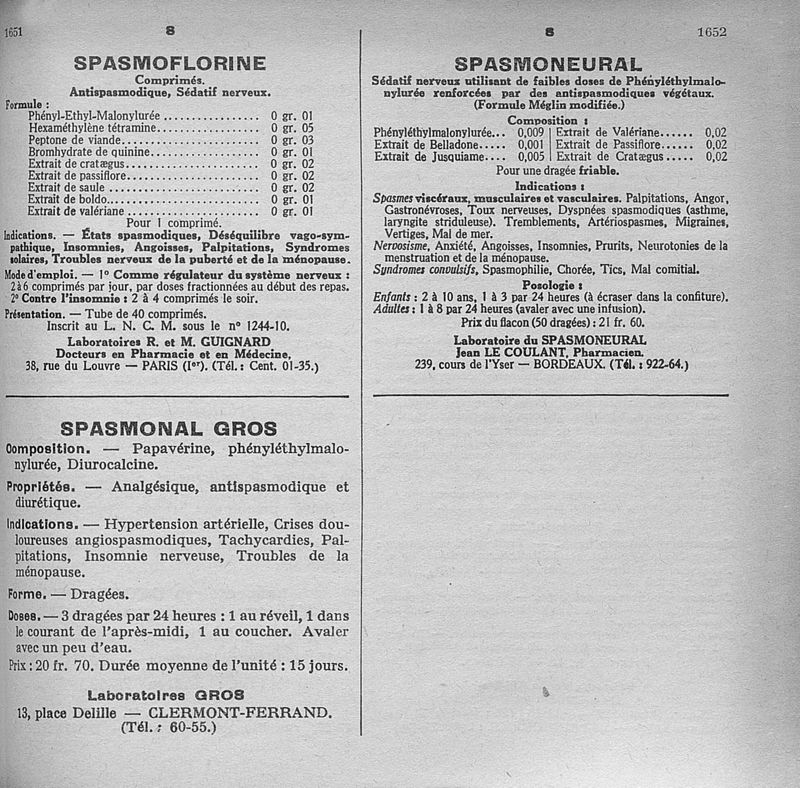 1651 S
SPASMOFLORINE
Comprimés.
Antispasmodique, Sédatif nerveux.
Formule :
Phényl-Ethyl-Malonylurée ................ 0 gr. 01
Hexaméthylène tétramine................ 0 gr. 05
Peptone de viande....................... 0 gr. 03
Bromhydrate de quinine.................. 0 gr. 01
Extrait de cratægus..................... 0 gr. 02
Extrait de passiflore.................... 0 gr. 02
Extrait de saule ........................ 0 gr. 02
Extrait de boldo........................ 0 gr. 01
Extrait de valériane .................... 0 gr. 01
Pour 1 comprimé.
Indications. — États spasmodiques, Déséquilibre vago-sym-
pathique, Insomnies, Angoisses, Palpitations, Syndromes
solaires, Troubles nerveux de la puberté et de la ménopause.
Mode d'emploi. — 1° Comme régulateur du système nerveux :
2 à 6 comprimés par jour, par doses fractionnées au début des repas.
2° Contre l'insomnie : 2 à 4 comprimés le soir.
Présentation. — Tube de 40 comprimés.
Inscrit au L. N. C. M. sous le n° 1244-10.
Laboratoires R. et M. GUIGNARD
Docteurs en Pharmacie et en Médecine,
38, rue du Louvre — PARIS (Ier). (Tél. : Cent. 01-35.)
SPASMONAL GROS
Composition. — Papavérine, phényléthylmalo-
nylurée, Diurocalcine.
Propriétés. — Analgésique, antispasmodique et
diurétique.
Indications. — Hypertension artérielle, Crises dou-
loureuses angiospasmodiques, Tachycardies, Pal-
pitations, Insomnie nerveuse, Troubles de la
ménopause.
Forme. — Dragées.
Doses. — 3 dragées par 24 heures : 1 au réveil, 1 dans
le courant de l'après-midi, 1 au coucher. Avaler
avec un peu d'eau.
Prix : 20 fr. 70. Durée moyenne de l'unité : 15 jours.
Laboratoires GROS
13, place Delille — CLERMONT-FERRAND.
(Tél. : 60-55.)
S 1652
SPASMONEURAL
Sédatif nerveux utilisant de faibles doses de Phényléthylmalo-
nylurée renforcées par des antispasmodiques végétaux.
(Formule Méglin modifiée.)
Composition :
Phényléthylmalonylurée... 0,009 | Extrait de Valériane...... 0,02
Extrait de Belladone..... 0,001 | Extrait de Passiflore..... 0,02
Extrait de Jusquiame.... 0,005 | Extrait de Cratægus..... 0,02
Pour une dragée friable.
Indications :
Spasmes viscéraux, musculaires et vasculaires. Palpitations, Angor,
Gastronévroses, Toux nerveuses, Dyspnées spasmodiques (asthme,
laryngite striduleuse). Tremblements, Artériospasmes, Migraines,
Vertiges, Mal de mer.
Nervosisme, Anxiété, Angoisses, Insomnies, Prurits, Neurotonies de la
menstruation et de la ménopause.
Syndromes convulsifs, Spasmophilie, Chorée, Tics, Mal comitial.
Posologie :
Enfants : 2 à 10 ans, 1 à 3 par 24 heures (à écraser dans la confiture).
Adultes : 1 à 8 par 24 heures (avaler avec une infusion).
Prix du flacon (50 dragées) : 21 fr. 60.
Laboratoire du SPASMONEURAL
Jean LE COULANT, Pharmacien.
239, cours de l'Yser — BORDEAUX. (Tél. : 922-64.)